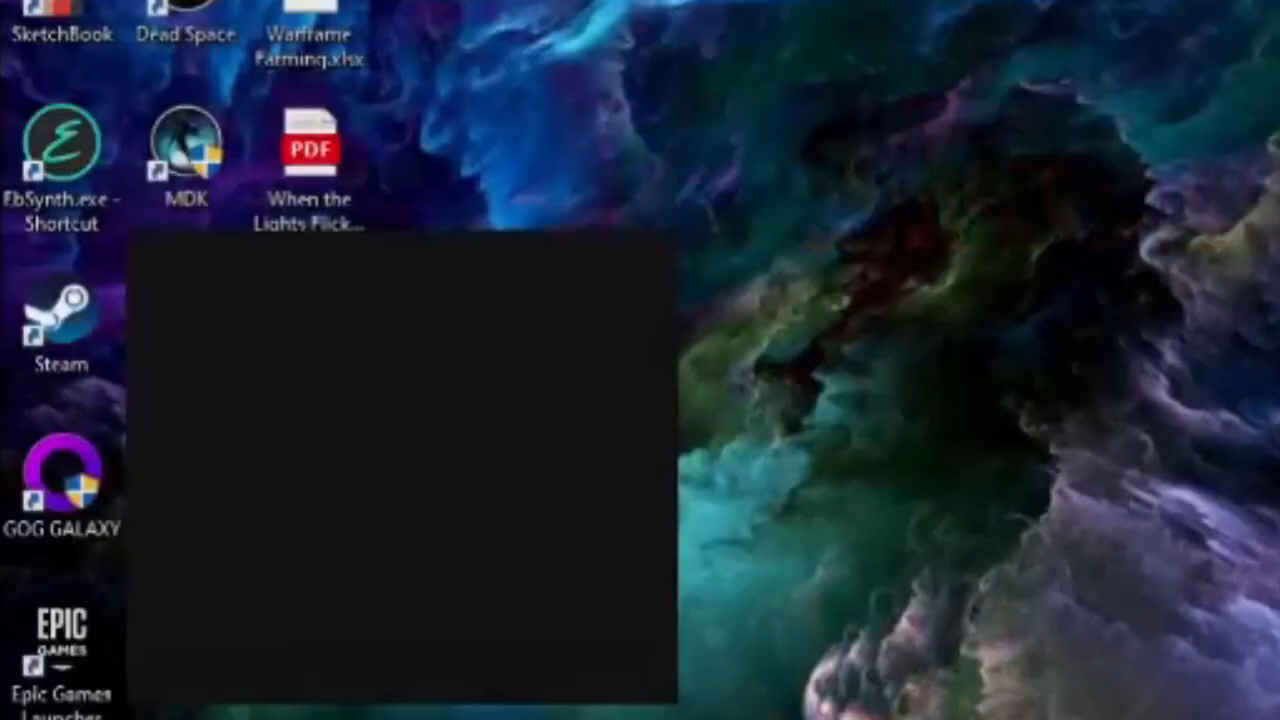 SketchBook
Dead Space
Warframe
Farming.xlsx
EbSynth.exe -
Shortcut
MDK
PDF
When the
Lights Flick...
Steam
GOG GALAXY
EPIC
GAMES
Epic Games
Launcher